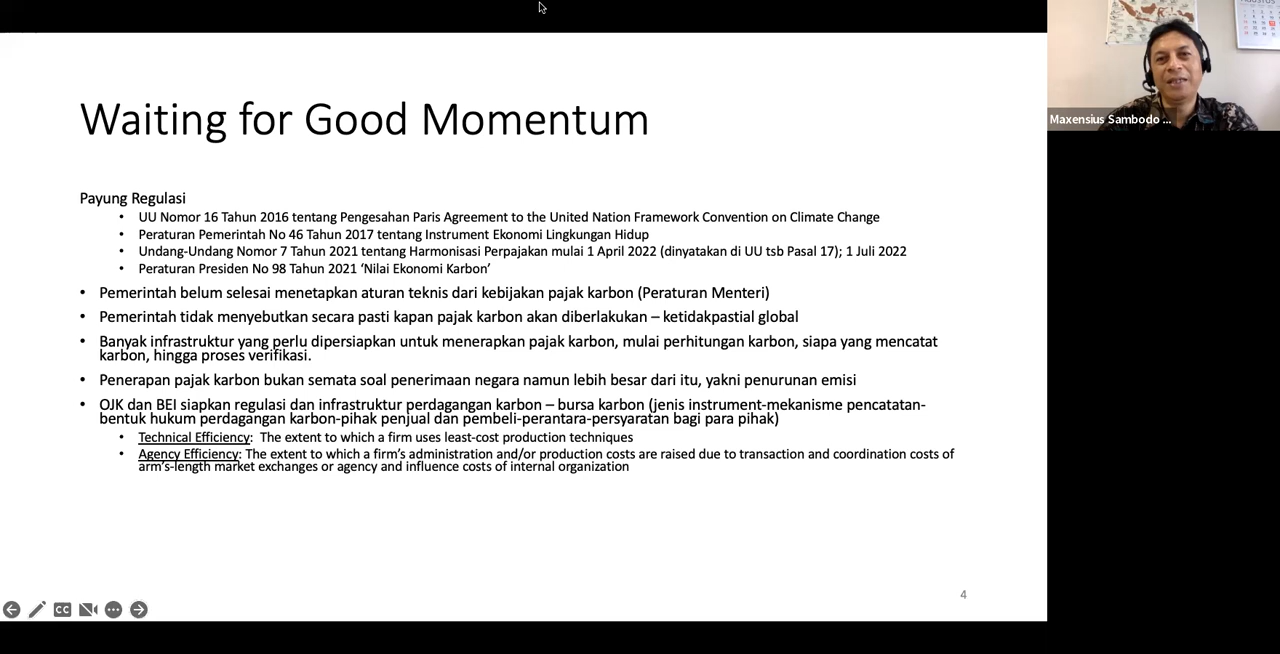 Waiting for Good Momentum
Payung Regulasi
• UU Nomor 16 Tahun 2016 tentang Pengesahan Paris Agreement to the United Nation Framework Convention on Climate Change
• Peraturan Pemerintah No 46 Tahun 2017 tentang Instrument Ekonomi Lingkungan Hidup
• Undang-Undang Nomor 7 Tahun 2021 tentang Harmonisasi Perpajakan mulai 1 April 2022 (dinyatakan di UU tsb Pasal 17); 1 Juli 2022
• Peraturan Presiden No 98 Tahun 2021 ‘Nilai Ekonomi Karbon’
• Pemerintah belum selesai menetapkan aturan teknis dari kebijakan pajak karbon (Peraturan Menteri)
• Pemerintah tidak menyebutkan secara pasti kapan pajak karbon akan diberlakukan – ketidakpastial global
• Banyak infrastruktur yang perlu dipersiapkan untuk menerapkan pajak karbon, mulai perhitungan karbon, siapa yang mencatat
karbon, hingga proses verifikasi.
• Penerapan pajak karbon bukan semata soal penerimaan negara namun lebih besar dari itu, yakni penurunan emisi
• OJK dan BEI siapkan regulasi dan infrastruktur perdagangan karbon – bursa karbon (jenis instrument-mekanisme pencatatan-
bentuk hukum perdagangan karbon-pihak penjual dan pembeli-perantara-persyaratan bagi para pihak)
• Technical Efficiency: The extent to which a firm uses least-cost production techniques
• Agency Efficiency: The extent to which a firm’s administration and/or production costs are raised due to transaction and coordination costs of
arm’s-length market exchanges or agency and influence costs of internal organization
4
CC
Maxensius Sambodo ...